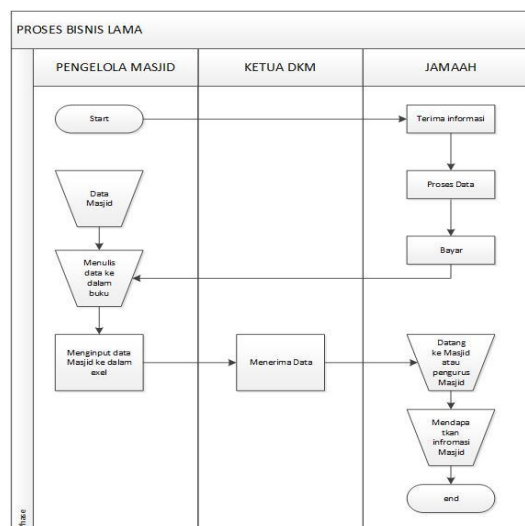 PROSES BISNIS LAMA
PENGELOLA MASJID
KETUA DKM
JAMAAH
Start
Terima informasi
Data
Masjid
Proses Data
Menulis
data ke
dalam
buku
Bayar
Menginput data
Masjid ke dalam
exel
Menerima Data
Datang
ke Masjid
atau
pengurus
Masjid
Mendapa
tkan
infromasi
Masjid
end